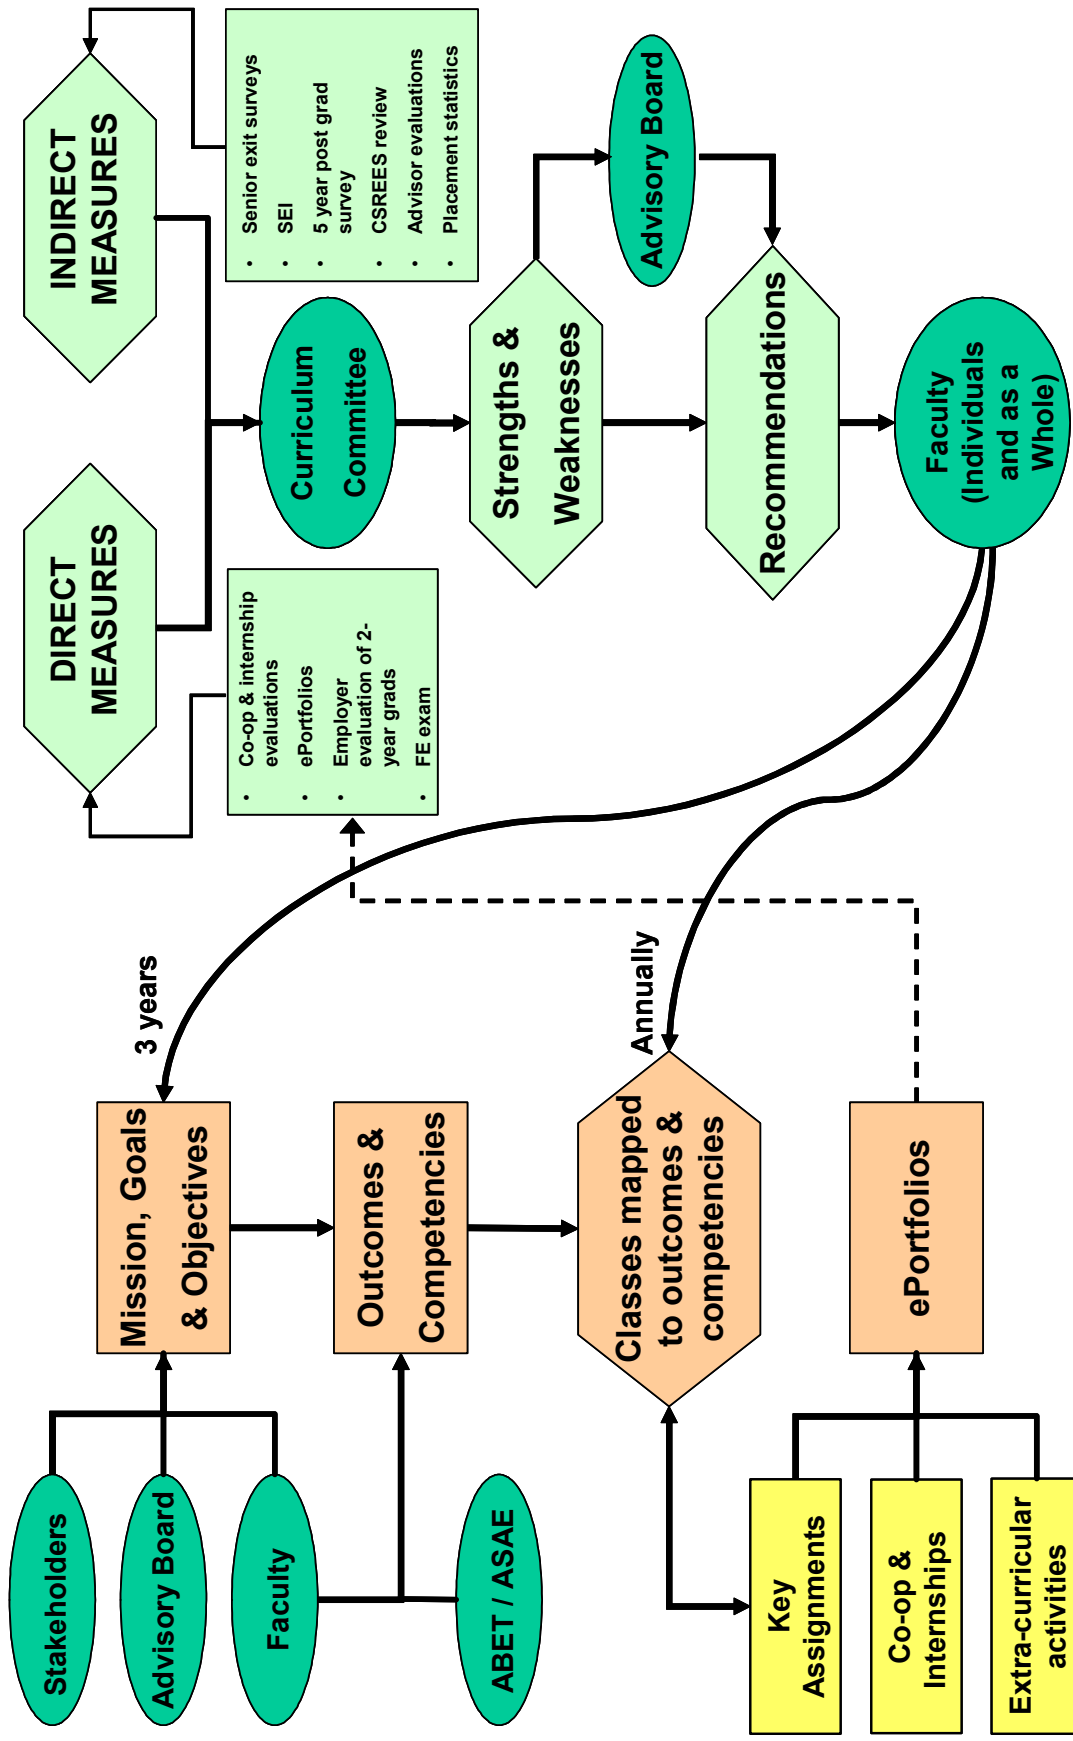 Stakeholders
Advisory Board
Faculty
ABET / ASAE
Mission, Goals
& Objectives
3 years
Outcomes &
Competencies
Classes mapped
to outcomes &
competencies
Annually
Key
Assignments
Co-op &
Internships
Extra-curricular
activities
ePortfolios
DIRECT
MEASURES
• Co-op & internship
evaluations
• ePortfolios
• Employer
evaluation of 2-
year grads
• FE exam
INDIRECT
MEASURES
• Senior exit surveys
• SEI
• 5 year post grad
survey
• CSREES review
• Advisor evaluations
• Placement statistics
Curriculum
Committee
Strengths &
Weaknesses
Advisory Board
Recommendations
Faculty
(Individuals
and as a
Whole)